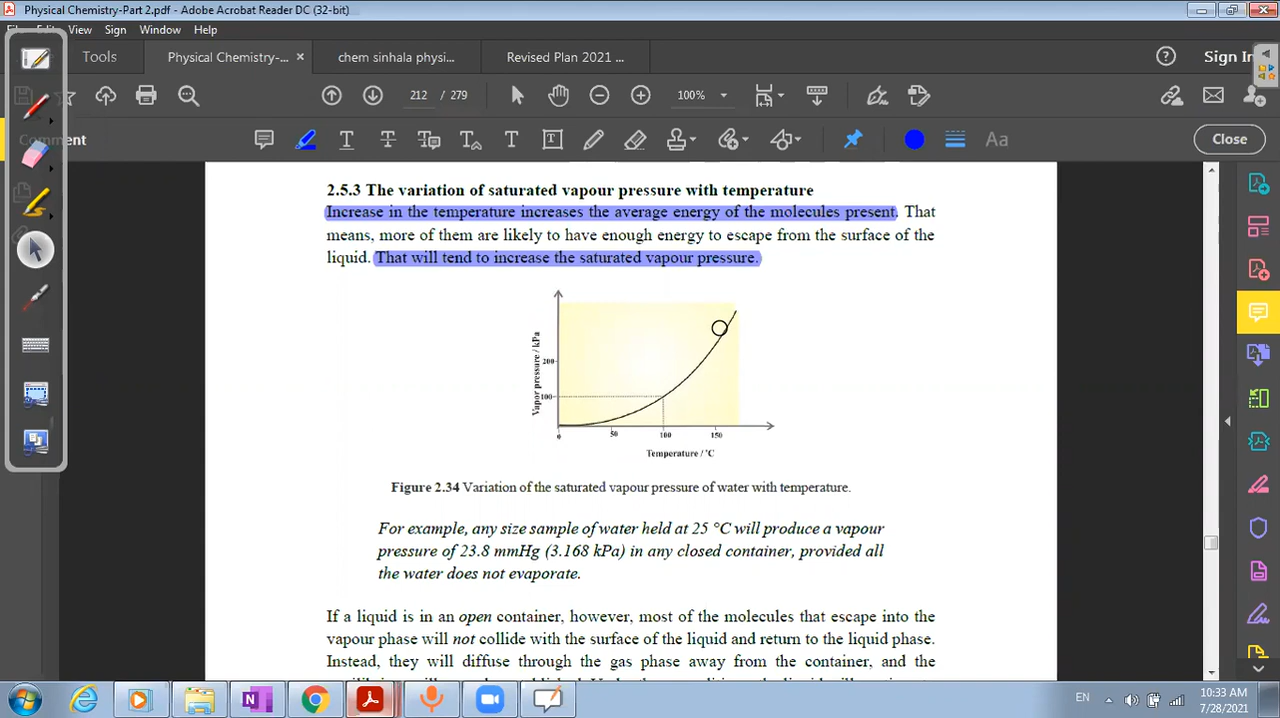 Physical Chemistry-Part 2.pdf - Adobe Acrobat Reader DC (32-bit)
View Sign Window Help
Tools Physical Chemistry-... × chem sinhala physi... Revised Plan 2021 ... Sign In
212 / 279 100%
Comment Close
2.5.3 The variation of saturated vapour pressure with temperature
Increase in the temperature increases the average energy of the molecules present. That
means, more of them are likely to have enough energy to escape from the surface of the
liquid. That will tend to increase the saturated vapour pressure.
Vapor pressure / kPa
200
100
0 50 100 150
Temperature / °C
Figure 2.34 Variation of the saturated vapour pressure of water with temperature.
For example, any size sample of water held at 25 °C will produce a vapour
pressure of 23.8 mmHg (3.168 kPa) in any closed container, provided all
the water does not evaporate.
If a liquid is in an open container, however, most of the molecules that escape into the
vapour phase will not collide with the surface of the liquid and return to the liquid phase.
Instead, they will diffuse through the gas phase away from the container, and the
EN 10:33 AM
7/28/2021